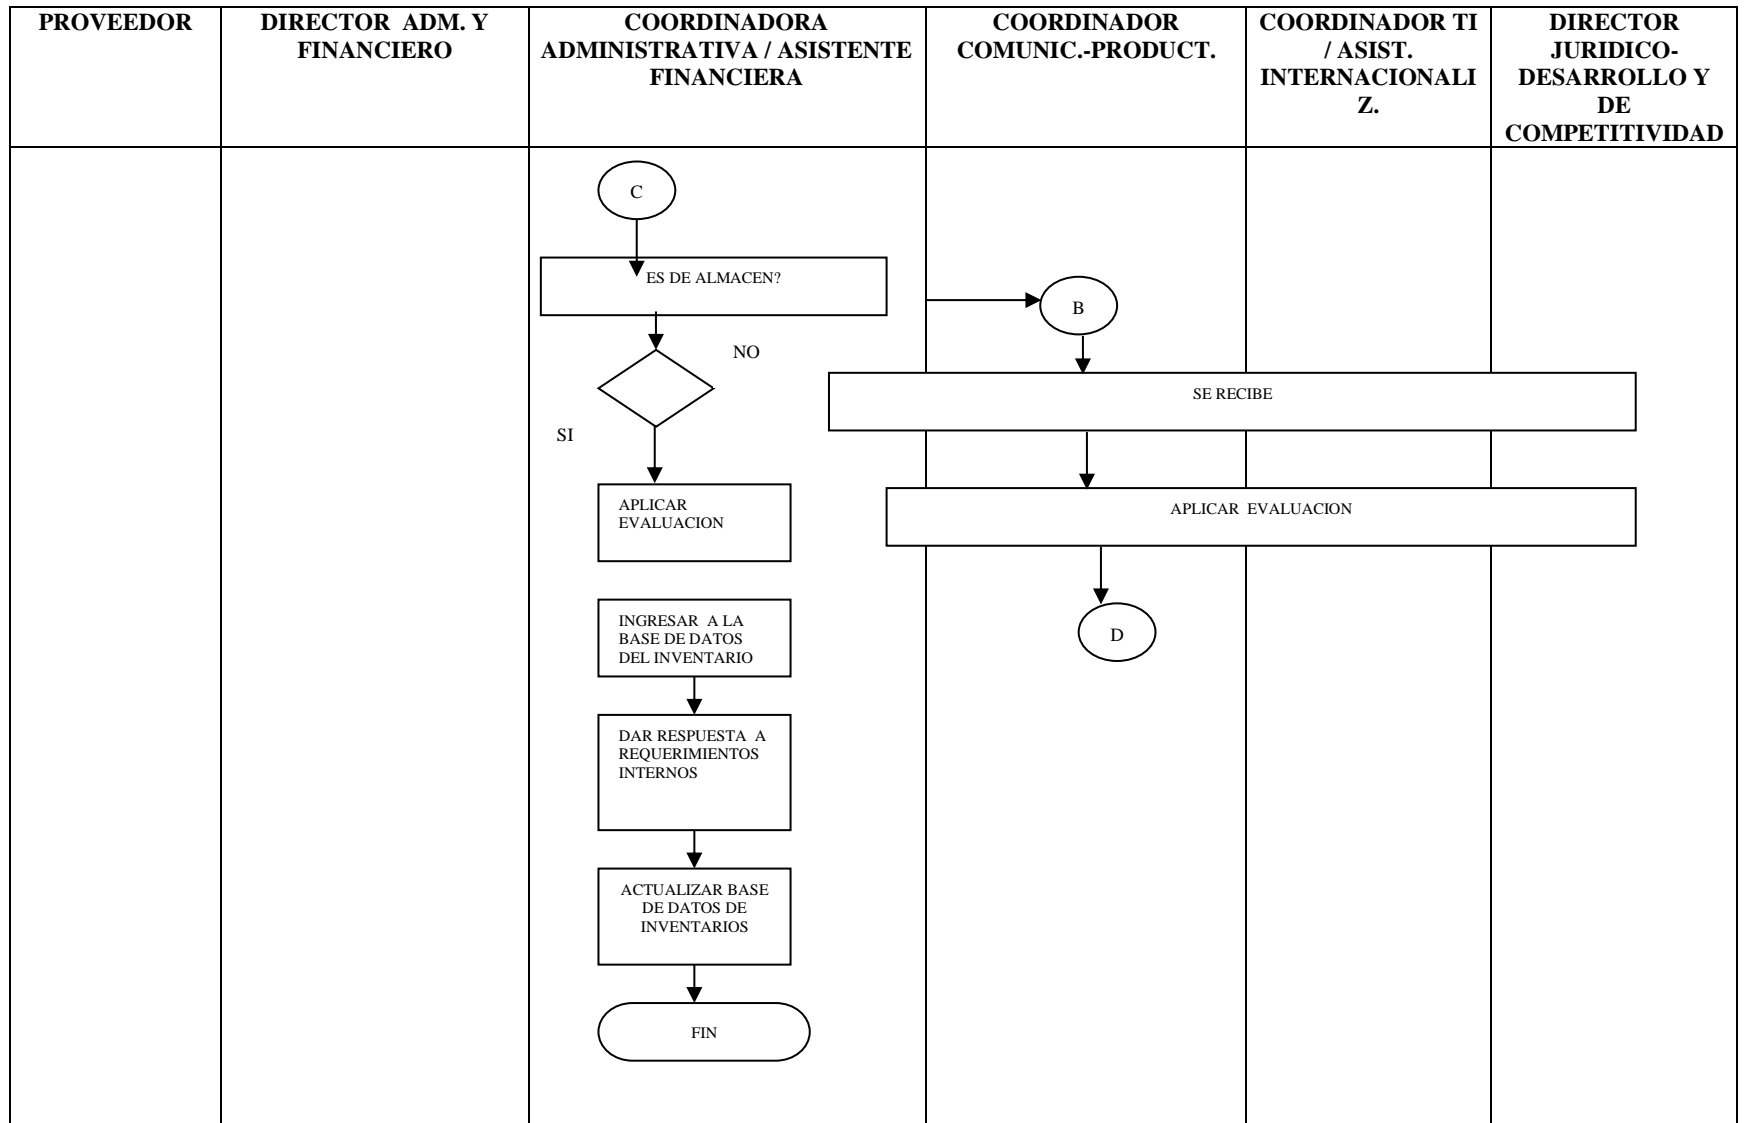 PROVEEDOR
DIRECTOR ADM. Y
FINANCIERO
COORDINADORA
ADMINISTRATIVA / ASISTENTE
FINANCIERA
COORDINADOR
COMUNIC.-PRODUCT.
COORDINADOR TI
/ ASIST.
INTERNACIONALI
Z.
DIRECTOR
JURIDICO-
DESARROLLO Y
DE
COMPETITIVIDAD
C
ES DE ALMACEN?
NO
SI
APLICAR
EVALUACION
INGRESAR A LA
BASE DE DATOS
DEL INVENTARIO
DAR RESPUESTA A
REQUERIMIENTOS
INTERNOS
ACTUALIZAR BASE
DE DATOS DE
INVENTARIOS
FIN
B
SE RECIBE
APLICAR EVALUACION
D